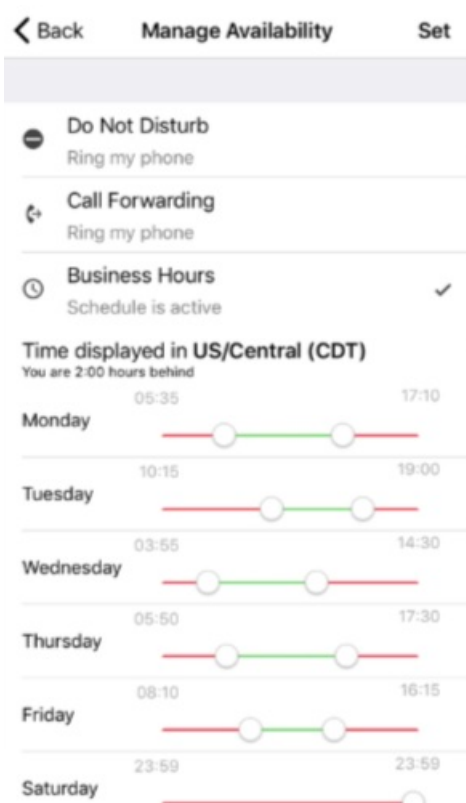 Back Manage Availability Set
Do Not Disturb
Ring my phone
Call Forwarding
Ring my phone
Business Hours
Schedule is active
Time displayed in US/Central (CDT)
You are 2:00 hours behind
05:35 17:10
Monday
10:15 19:00
Tuesday
03:55 14:30
Wednesday
05:50 17:30
Thursday
08:10 16:15
Friday
23:59 23:59
Saturday